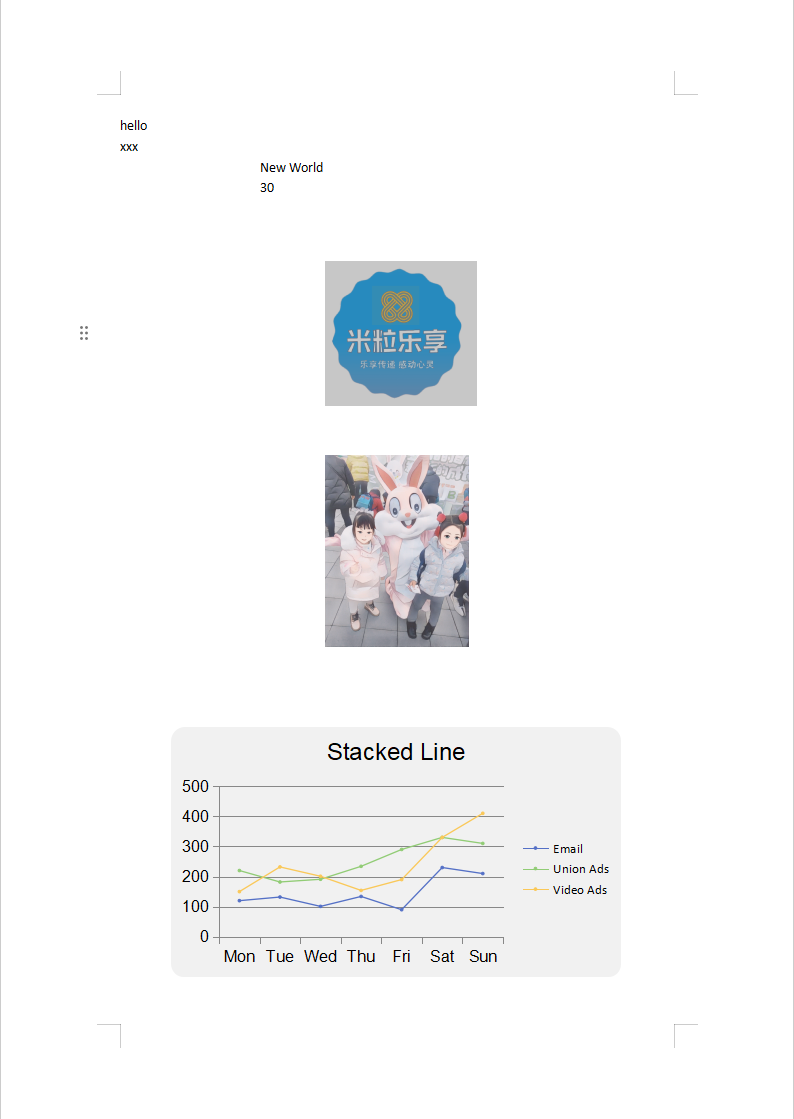 hello
xxx
New World
30
米粒乐享
乐享传递 感动心灵
Stacked Line
500
400
300
200
100
0
Mon Tue Wed Thu Fri Sat Sun
Email
Union Ads
Video Ads